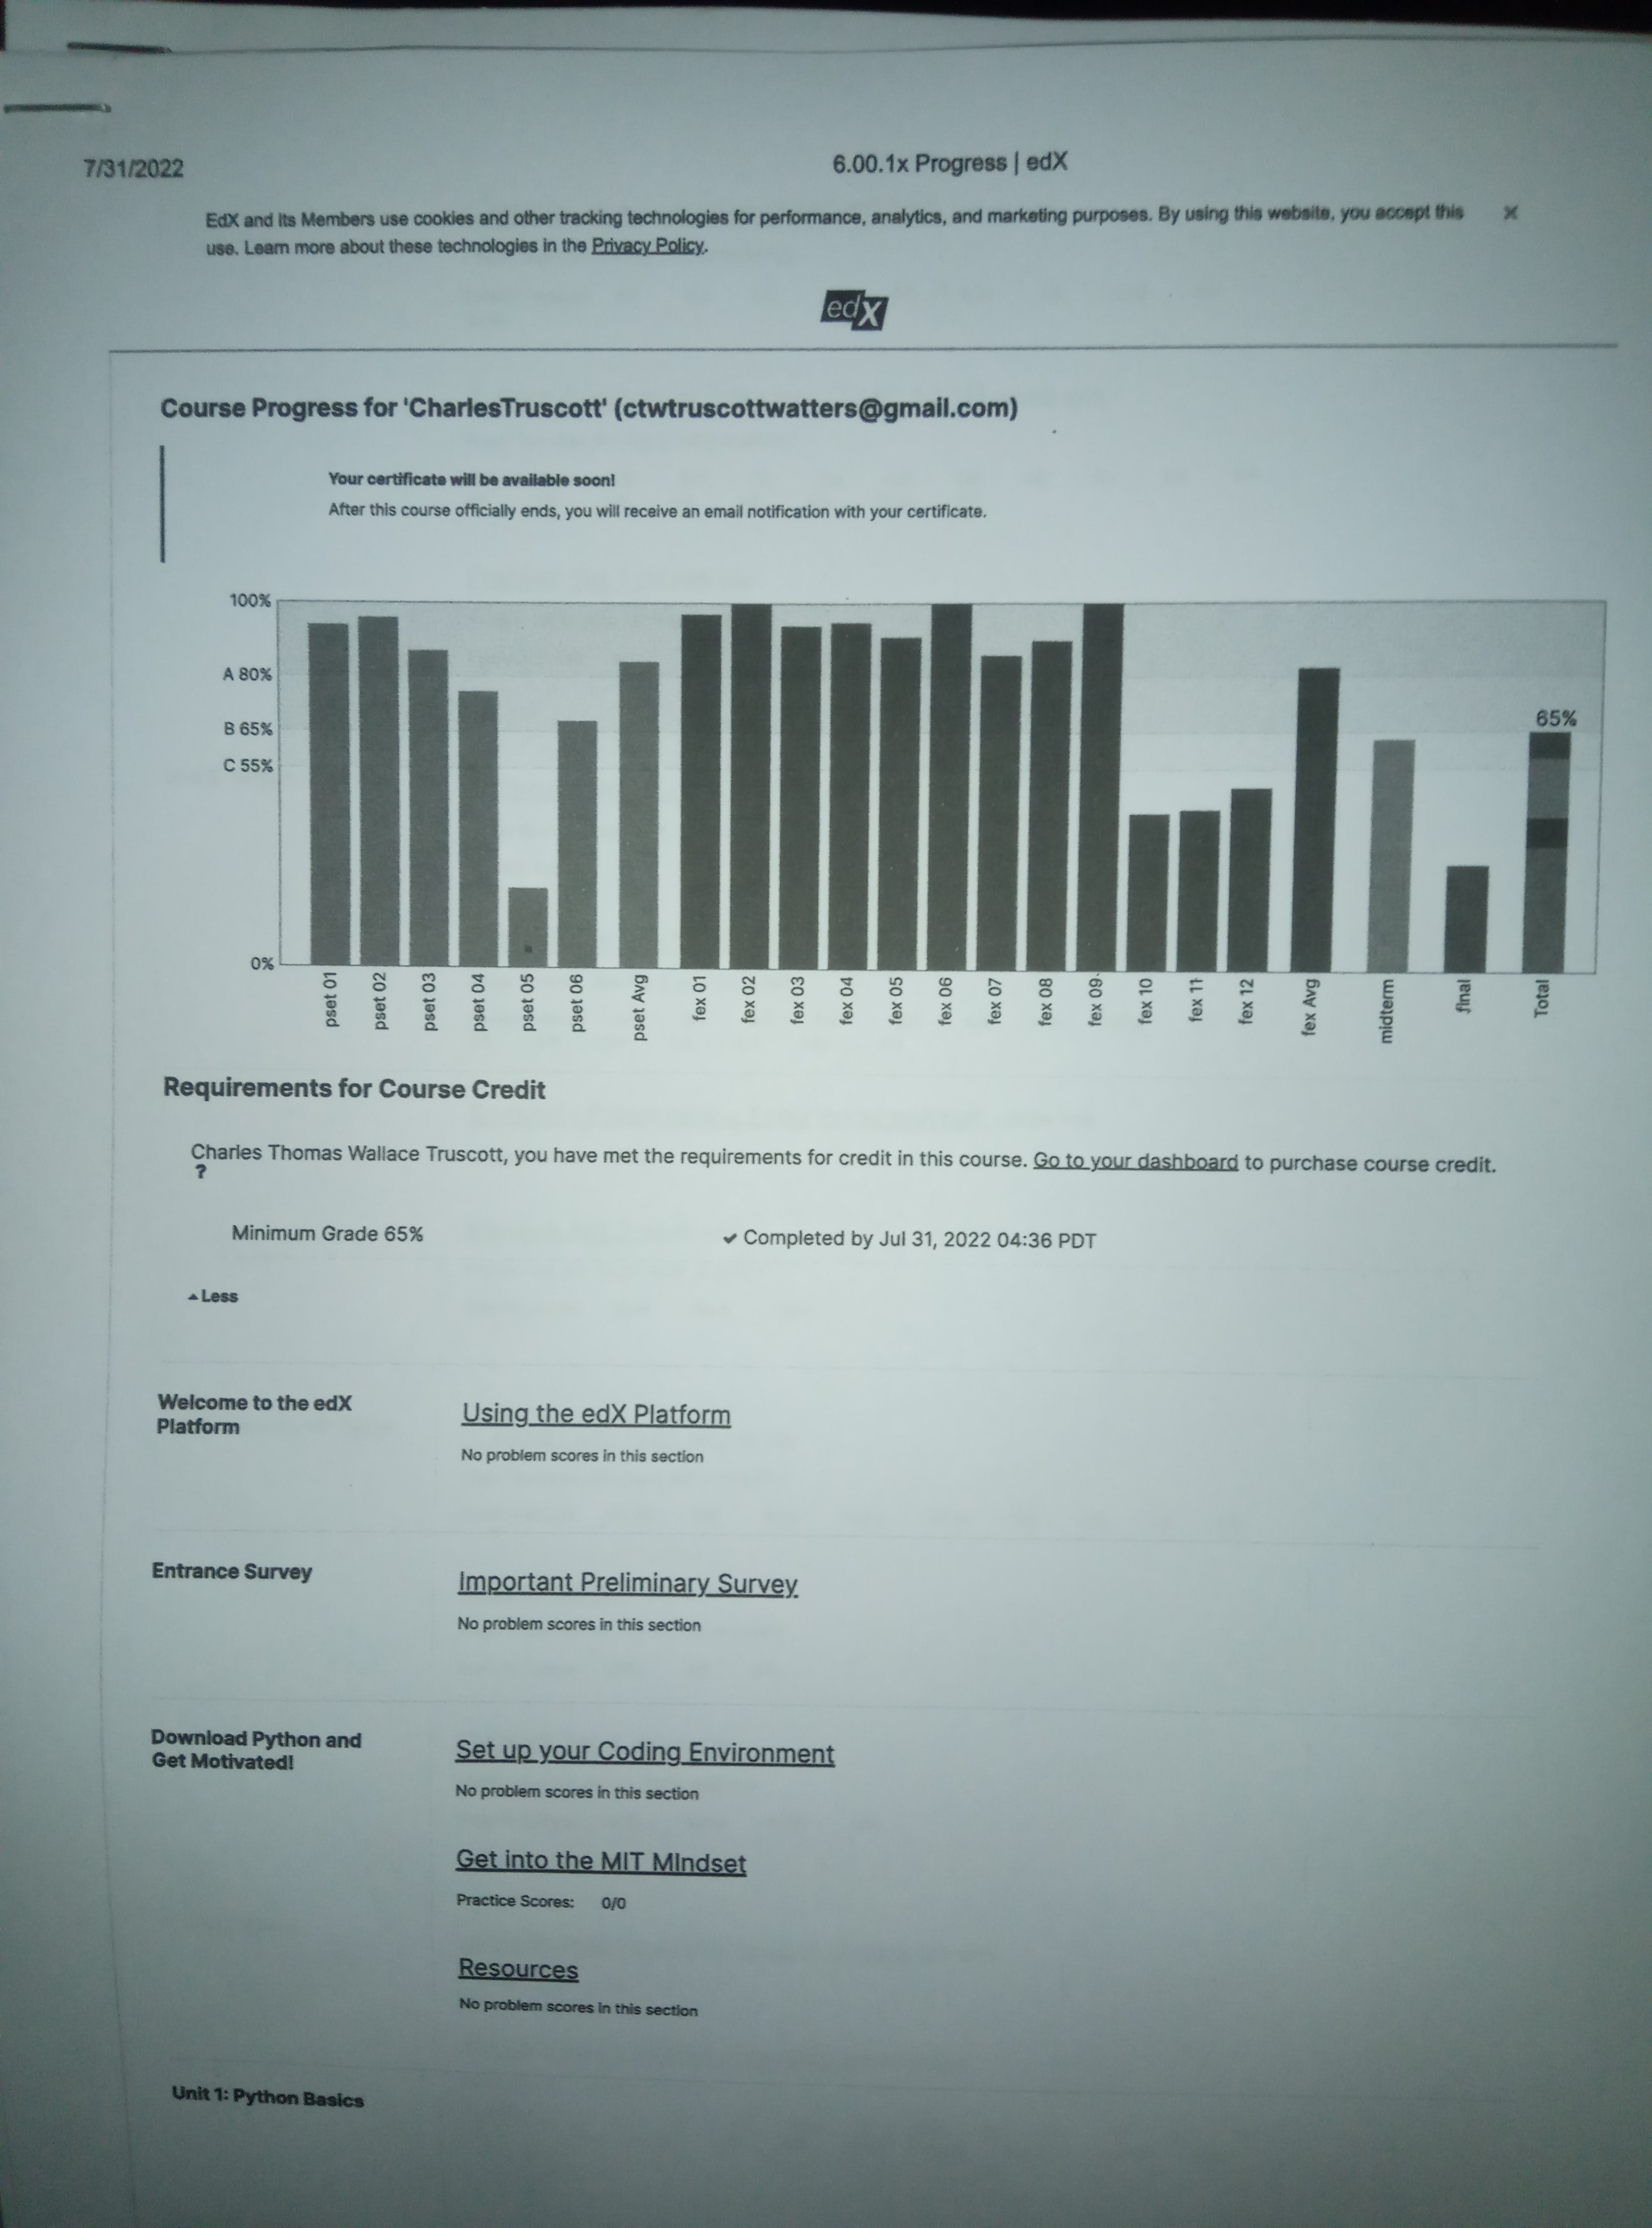 7/31/2022
6.00.1x Progress | edX
EdX and its Members use cookies and other tracking technologies for performance, analytics, and marketing purposes. By using this website, you accept this ×
use. Learn more about these technologies in the Privacy Policy.
edX
Course Progress for 'CharlesTruscott' (ctwtruscottwatters@gmail.com)
Your certificate will be available soon!
After this course officially ends, you will receive an email notification with your certificate.
100%
A 80%
B 65%
C 55%
0%
65%
pset 01
pset 02
pset 03
pset 04
pset 05
pset 06
pset Avg
fex 01
fex 02
fex 03
fex 04
fex 05
fex 06
fex 07
fex 08
fex 09
fex 10
fex 11
fex 12
fex Avg
midterm
final
Total
Requirements for Course Credit
Charles Thomas Wallace Truscott, you have met the requirements for credit in this course. Go to your dashboard to purchase course credit.
?
Minimum Grade 65% ✔ Completed by Jul 31, 2022 04:36 PDT
Less
Welcome to the edX
Platform
Using the edX Platform
No problem scores in this section
Entrance Survey
Important Preliminary Survey
No problem scores in this section
Download Python and
Get Motivated!
Set up your Coding Environment
No problem scores in this section
Get into the MIT Mindset
Practice Scores: 0/0
Resources
No problem scores in this section
Unit 1: Python Basics